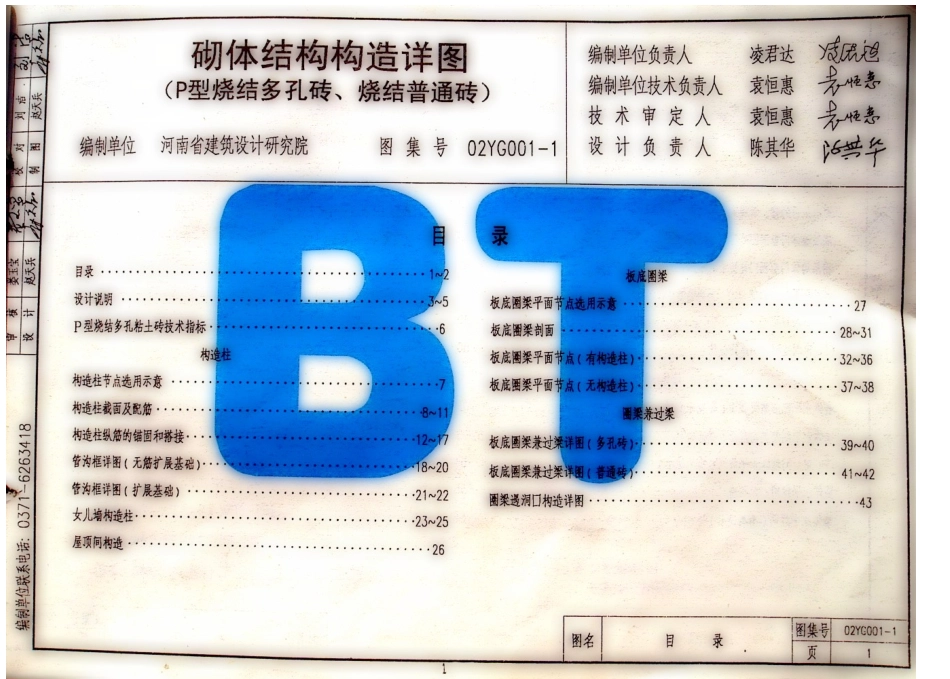 砌体结构构造详图
(P型烧结多孔砖、烧结普通砖)
编制单位 河南省建筑设计研究院 图集号 02YG001-1
编制单位负责人 凌君达
编制单位技术负责人 袁恒惠
技术审定人 袁恒惠
设计负责人 陈其华
BT
目 录
目录 1~2
设计说明 3~5
P型烧结多孔粘土砖技术指标 6
构造柱
构造柱节点选用示意 7
构造柱截面及配筋 8~11
构造柱纵筋的锚固和搭接 12~17
管沟框详图(无筋扩展基础) 18~20
管沟框详图(扩展基础) 21~22
女儿墙构造柱 23~25
屋顶间构造 26
板底圈梁
板底圈梁平面节点选用示意 27
板底圈梁剖面 28~31
板底圈梁平面节点(有构造柱) 32~36
板底圈梁平面节点(无构造柱) 37~38
圈梁兼过梁
板底圈梁兼过梁详图(多孔砖) 39~40
板底圈梁兼过梁详图(普通砖) 41~42
圈梁遇洞口构造详图 43
图名 目 录 图集号 02YG001-1
页 1
1
编制单位联系电话: 0371-6263418
审核
设计 赵天兵
校对
制图 赵天兵